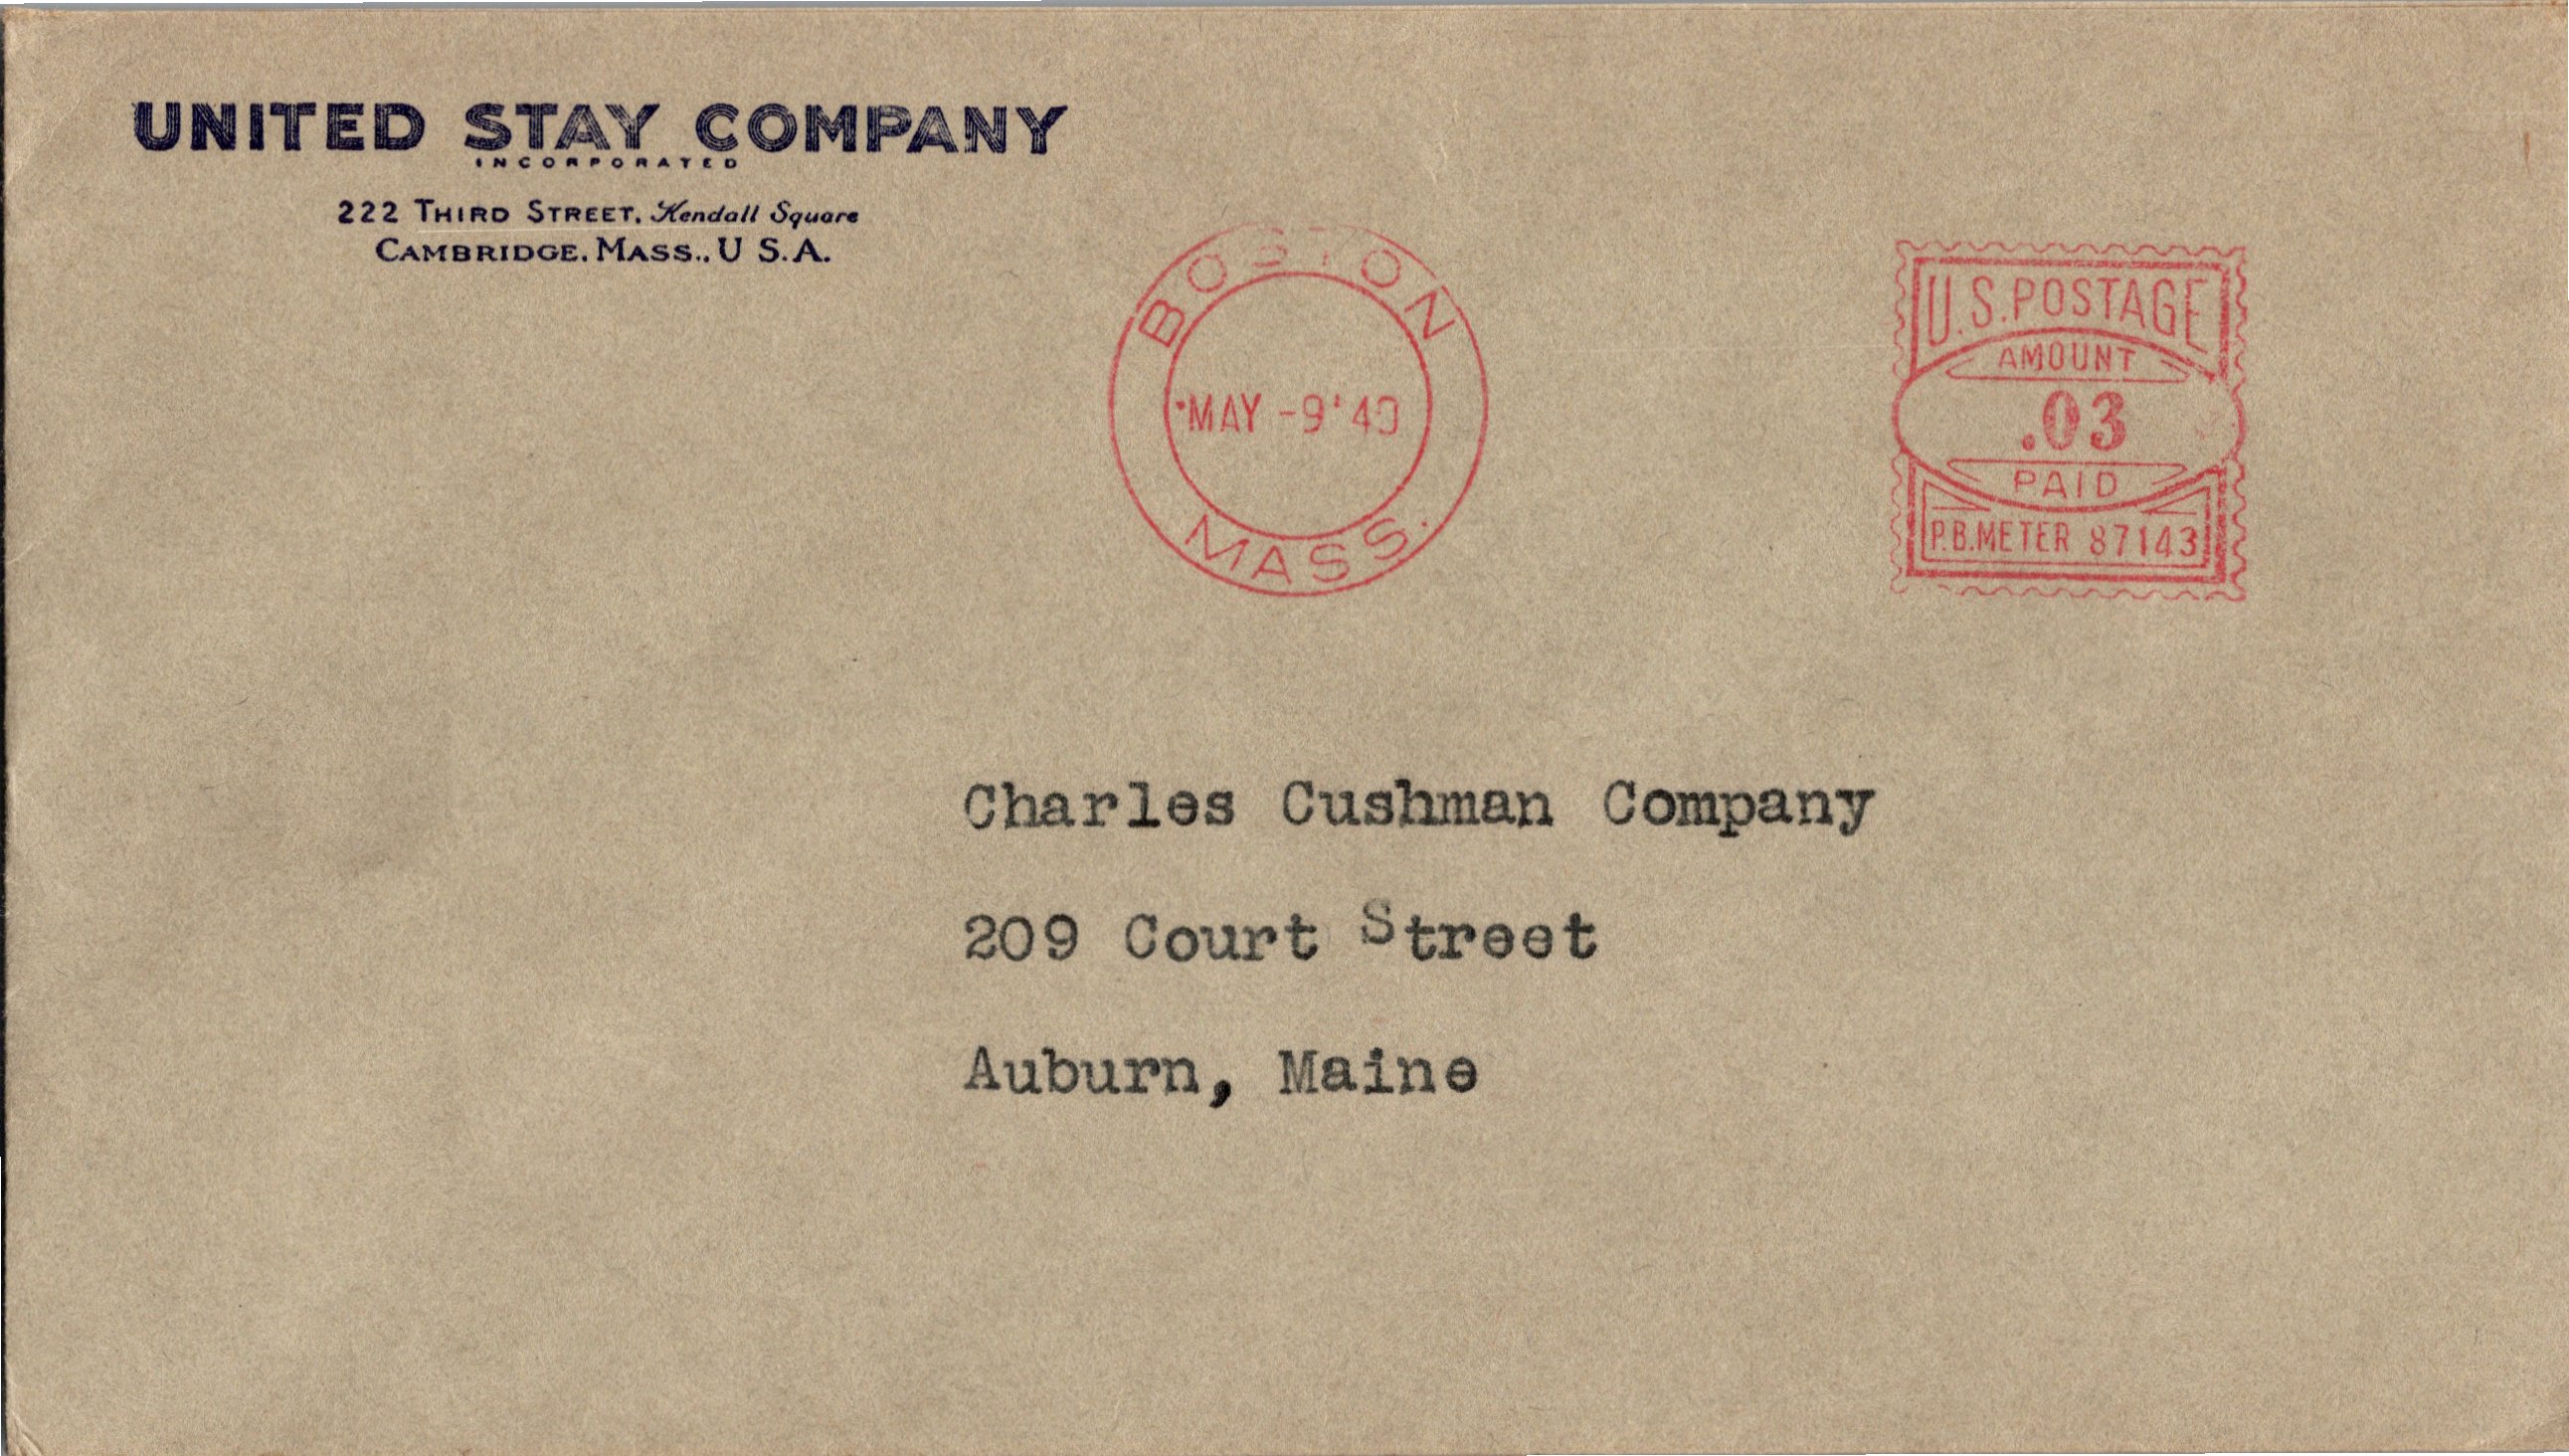 UNITED STAY COMPANY
INCORPORATED
222 THIRD STREET, Kendall Square
CAMBRIDGE, MASS., U S.A.
BOSTON
MAY -9'40
MASS.
U.S.POSTAGE
AMOUNT
.03
PAID
P.B.METER 87143
Charles Cushman Company
209 Court Street
Auburn, Maine